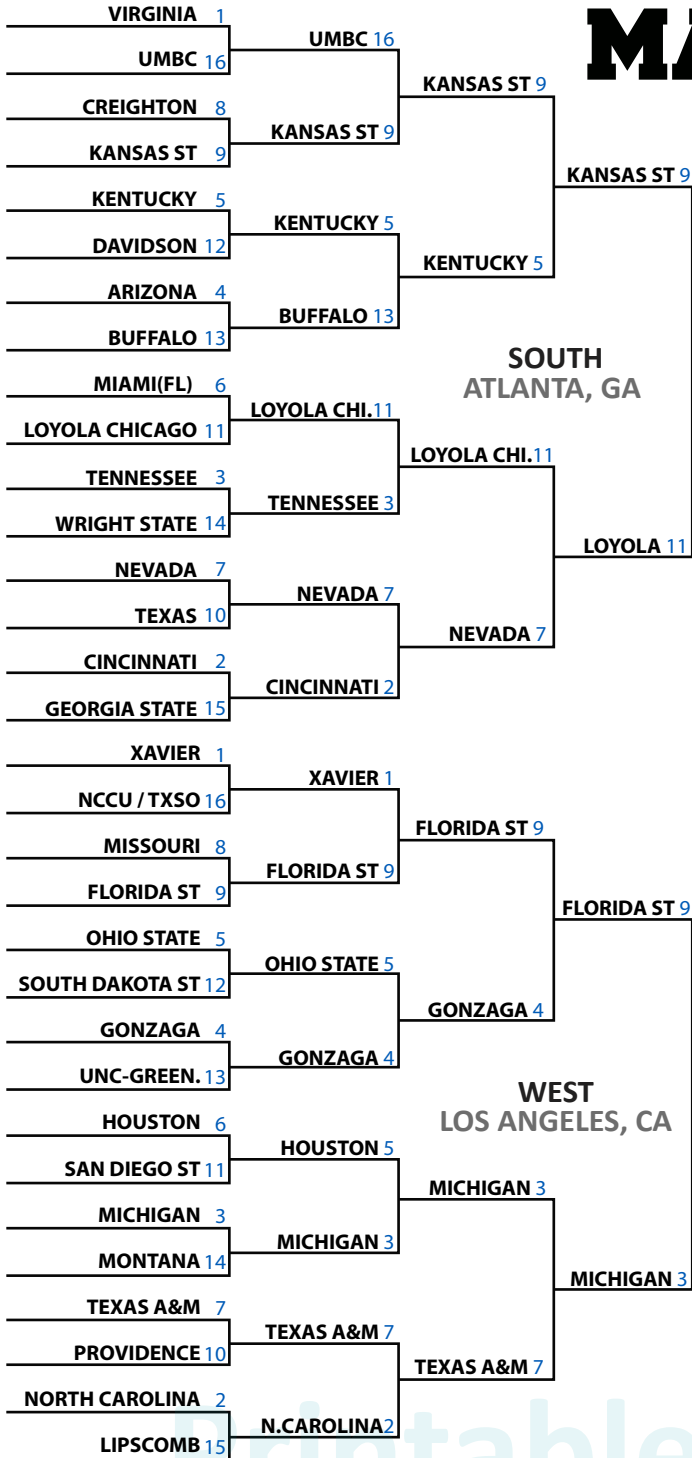 MA
VIRGINIA 1
UMBC 16
CREIGHTON 8
KANSAS ST 9
KENTUCKY 5
DAVIDSON 12
ARIZONA 4
BUFFALO 13
MIAMI(FL) 6
LOYOLA CHICAGO 11
TENNESSEE 3
WRIGHT STATE 14
NEVADA 7
TEXAS 10
CINCINNATI 2
GEORGIA STATE 15
UMBC 16
KANSAS ST 9
KENTUCKY 5
BUFFALO 13
LOYOLA CHI.11
TENNESSEE 3
NEVADA 7
CINCINNATI 2
KANSAS ST 9
KENTUCKY 5
LOYOLA CHI.11
NEVADA 7
KANSAS ST 9
LOYOLA 11
SOUTH
ATLANTA, GA
XAVIER 1
NCCU / TXSO 16
MISSOURI 8
FLORIDA ST 9
OHIO STATE 5
SOUTH DAKOTA ST 12
GONZAGA 4
UNC-GREEN. 13
HOUSTON 6
SAN DIEGO ST 11
MICHIGAN 3
MONTANA 14
TEXAS A&M 7
PROVIDENCE 10
NORTH CAROLINA 2
LIPSCOMB 15
XAVIER 1
FLORIDA ST 9
OHIO STATE 5
GONZAGA 4
HOUSTON 5
MICHIGAN 3
TEXAS A&M 7
N.CAROLINA2
FLORIDA ST 9
GONZAGA 4
MICHIGAN 3
TEXAS A&M 7
FLORIDA ST 9
MICHIGAN 3
WEST
LOS ANGELES, CA
Printable